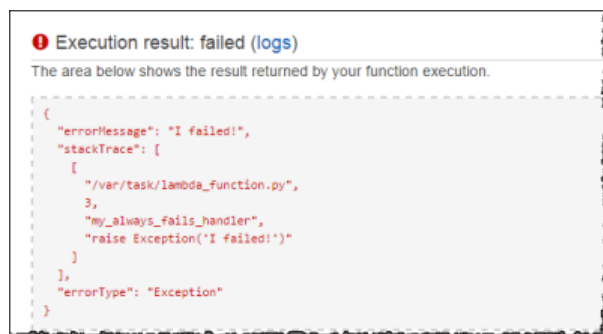 Execution result: failed (logs)
The area below shows the result returned by your function execution.
{
  "errorMessage": "I failed!",
  "stackTrace": [
    [
      "/var/task/lambda_function.py",
      3,
      "my_always_fails_handler",
      "raise Exception('I failed!')"
    ]
  ],
  "errorType": "Exception"
}